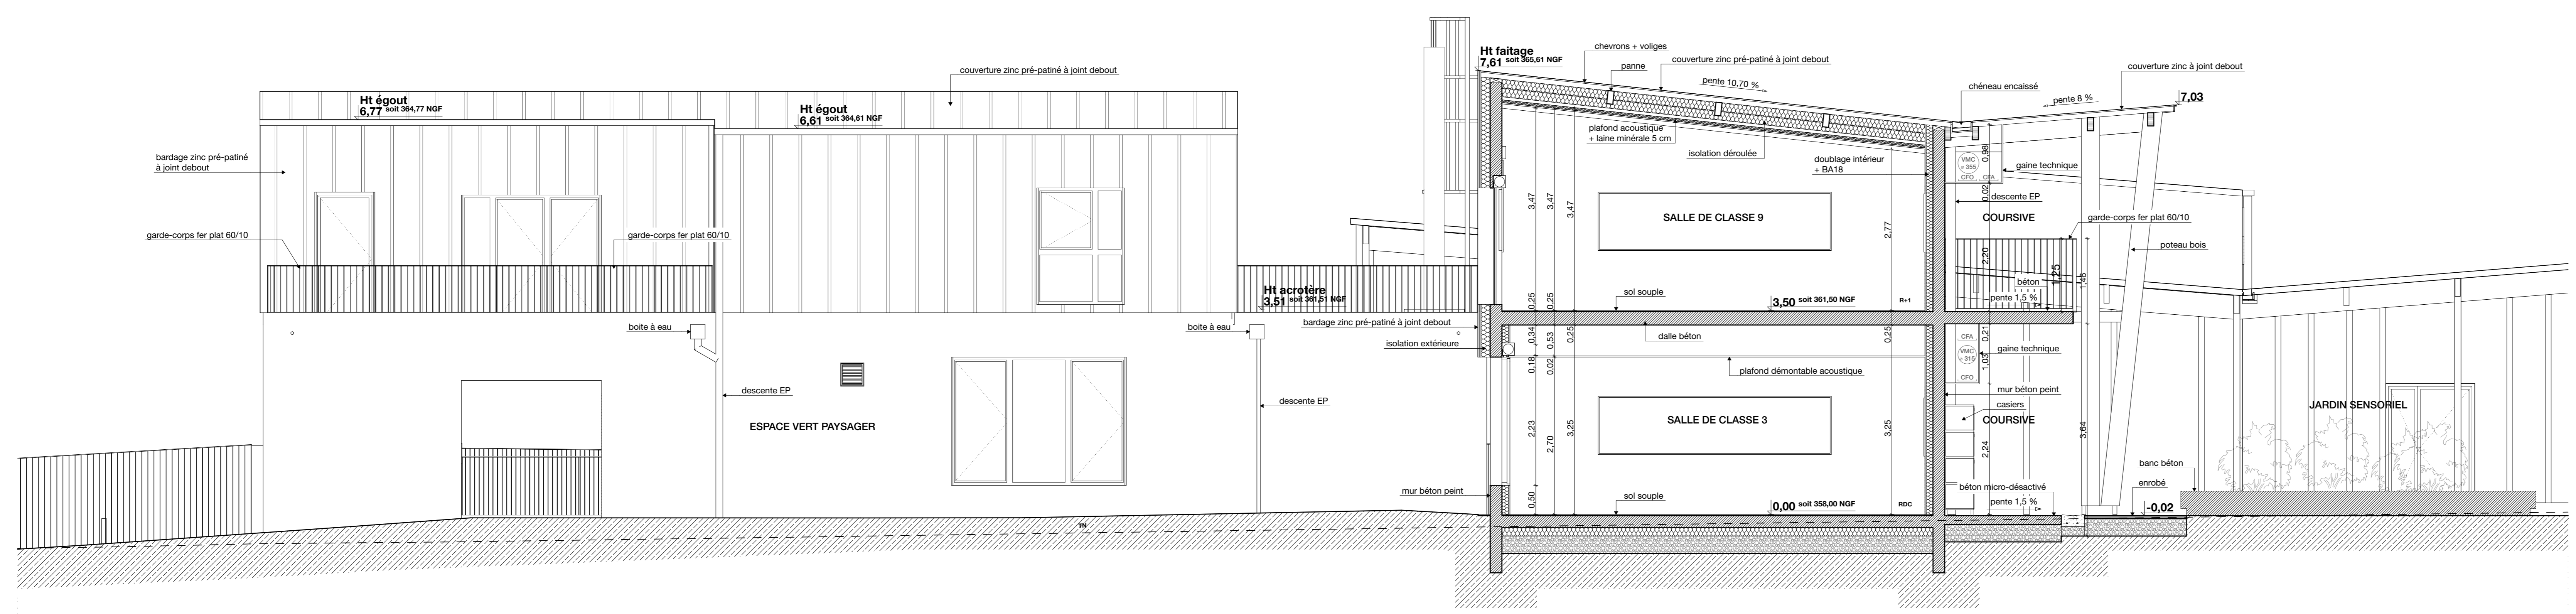 Ht égout
6,77 soit 364,77 NGF
Ht égout
6,61 soit 364,61 NGF
couverture zinc pré-patiné à joint debout
bardage zinc pré-patiné
à joint debout
garde-corps fer plat 60/10
garde-corps fer plat 60/10
boite à eau
boite à eau
descente EP
descente EP
ESPACE VERT PAYSAGER
TN
Ht acrotère
3,51 soit 361,51 NGF
bardage zinc pré-patiné à joint debout
isolation extérieure
mur béton peint
Ht faitage
7,61 soit 365,61 NGF
chevrons + voliges
panne
couverture zinc pré-patiné à joint debout
pente 10,70 %
plafond acoustique
+ laine minérale 5 cm
isolation déroulée
doublage intérieur
+ BA18
3,47
3,47
3,47
2,77
SALLE DE CLASSE 9
0,25
0,25
sol souple
3,50 soit 361,50 NGF
R+1
0,34
0,53
0,25
0,25
dalle béton
0,18
0,02
plafond démontable acoustique
2,23
2,70
3,25
3,25
SALLE DE CLASSE 3
0,50
sol souple
0,00 soit 358,00 NGF
RDC
chéneau encaissé
couverture zinc à joint debout
pente 8 %
7,03
0,98
VMC
ø 355
CFO
CFA
gaine technique
0,02
descente EP
COURSIVE
garde-corps fer plat 60/10
poteau bois
2,20
1,25
1,46
béton
pente 1,5 %
0,21
CFA
VMC
ø 315
CFO
gaine technique
1,03
mur béton peint
casiers
COURSIVE
3,64
2,24
béton micro-désactivé
pente 1,5 %
banc béton
enrobé
-0,02
JARDIN SENSORIEL